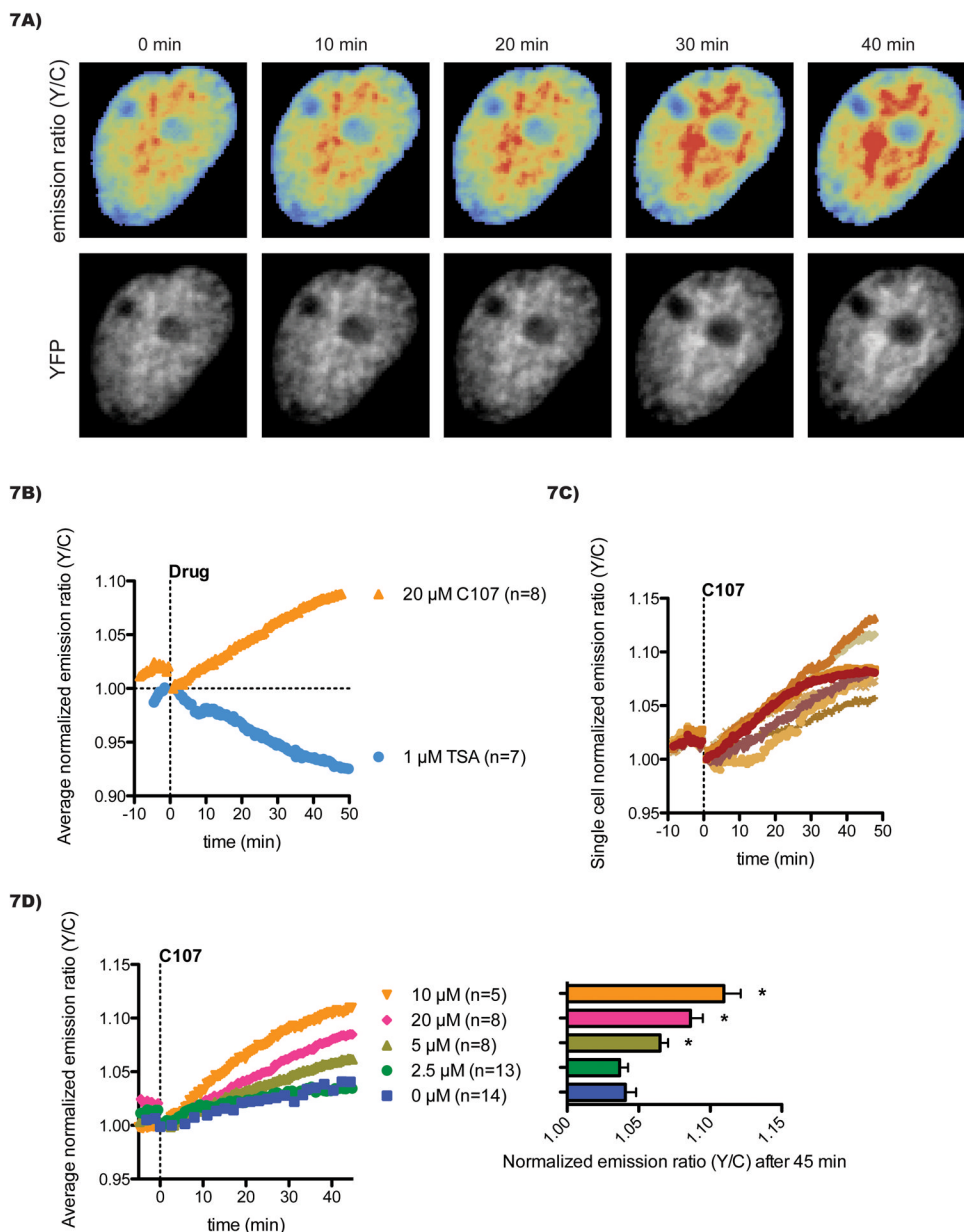 7A)
0 min 10 min 20 min 30 min 40 min
emission ratio (Y/C)
YFP
7B)
Average normalized emission ratio (Y/C)
1.10
1.05
1.00
0.95
0.90
Drug
-10 0 10 20 30 40 50
time (min)
20 µM C107 (n=8)
1 µM TSA (n=7)
7C)
Single cell normalized emission ratio (Y/C)
1.15
1.10
1.05
1.00
0.95
C107
-10 0 10 20 30 40 50
time (min)
7D)
Average normalized emission ratio (Y/C)
1.15
1.10
1.05
1.00
0.95
C107
0 10 20 30 40
time (min)
10 µM (n=5)
20 µM (n=8)
5 µM (n=8)
2.5 µM (n=13)
0 µM (n=14)
*
*
*
1.00 1.05 1.10 1.15
Normalized emission ratio (Y/C) after 45 min